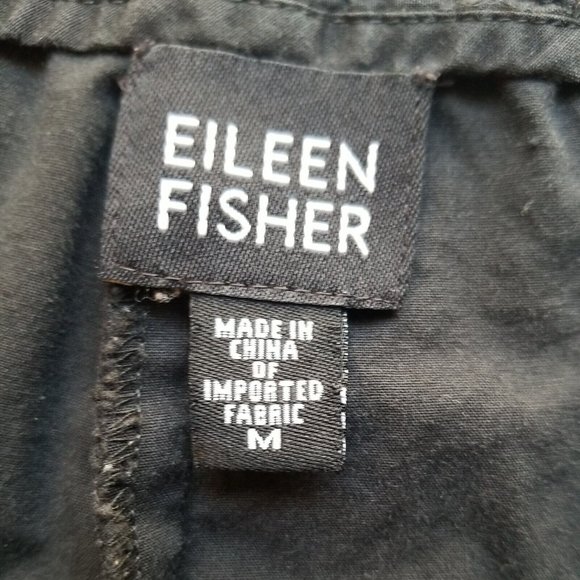 EILEEN
FISHER
MADE IN
CHINA
OF
IMPORTED
FABRIC
M